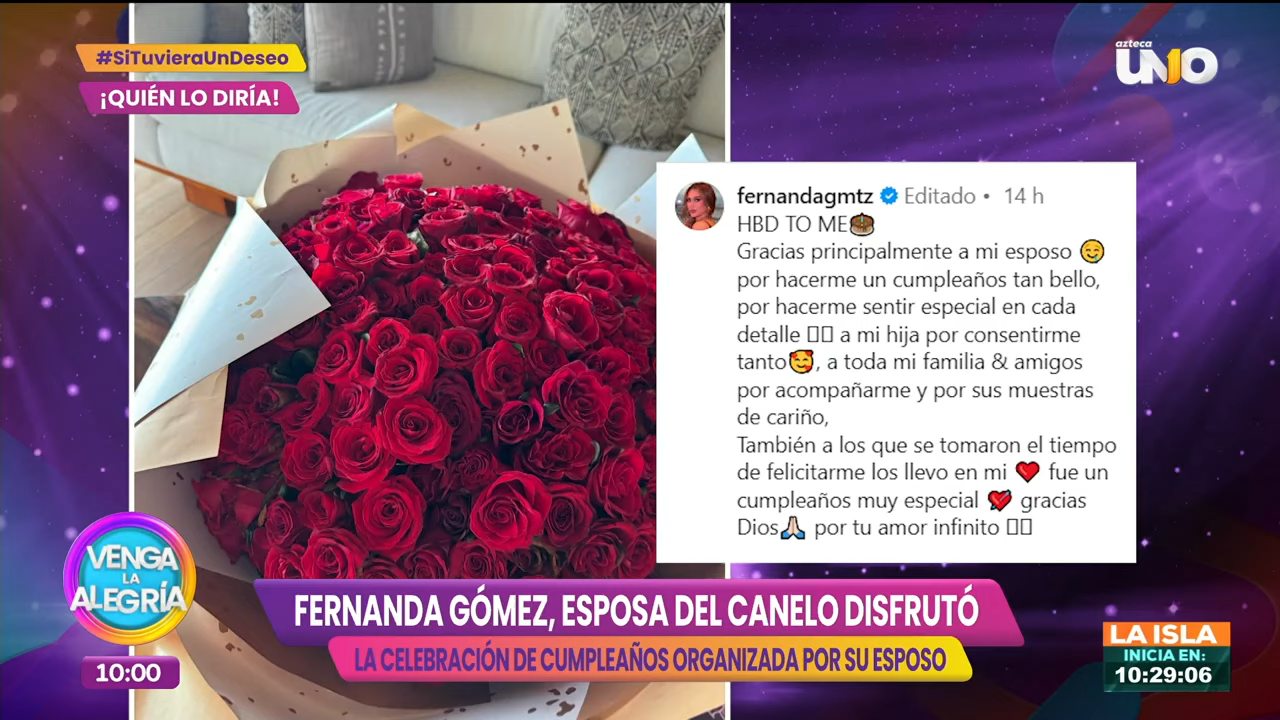 #SiTuvieraUnDeseo
¡QUIÉN LO DIRÍA!
azteca
UNO
fernandagmtz Editado • 14 h
HBD TO ME🎂
Gracias principalmente a mi esposo 🤤
por hacerme un cumpleaños tan bello,
por hacerme sentir especial en cada
detalle ▯▯ a mi hija por consentirme
tanto🥰, a toda mi familia & amigos
por acompañarme y por sus muestras
de cariño,
También a los que se tomaron el tiempo
de felicitarme los llevo en mi ❤️ fue un
cumpleaños muy especial 💘 gracias
Dios🙏🏻 por tu amor infinito ▯▯
VENGA
LA
ALEGRÍA
10:00
FERNANDA GÓMEZ, ESPOSA DEL CANELO DISFRUTÓ
LA CELEBRACIÓN DE CUMPLEAÑOS ORGANIZADA POR SU ESPOSO
LA ISLA
INICIA EN:
10:29:06